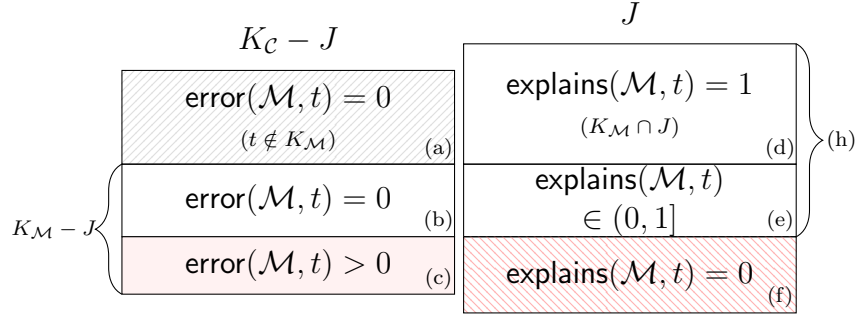 K_C − J
J
error(M, t) = 0
(t ∉ K_M)
(a)
explains(M, t) = 1
(K_M ∩ J)
(d)
(h)
K_M − J
error(M, t) = 0
(b)
explains(M, t)
∈ (0, 1]
(e)
error(M, t) > 0
(c)
explains(M, t) = 0
(f)